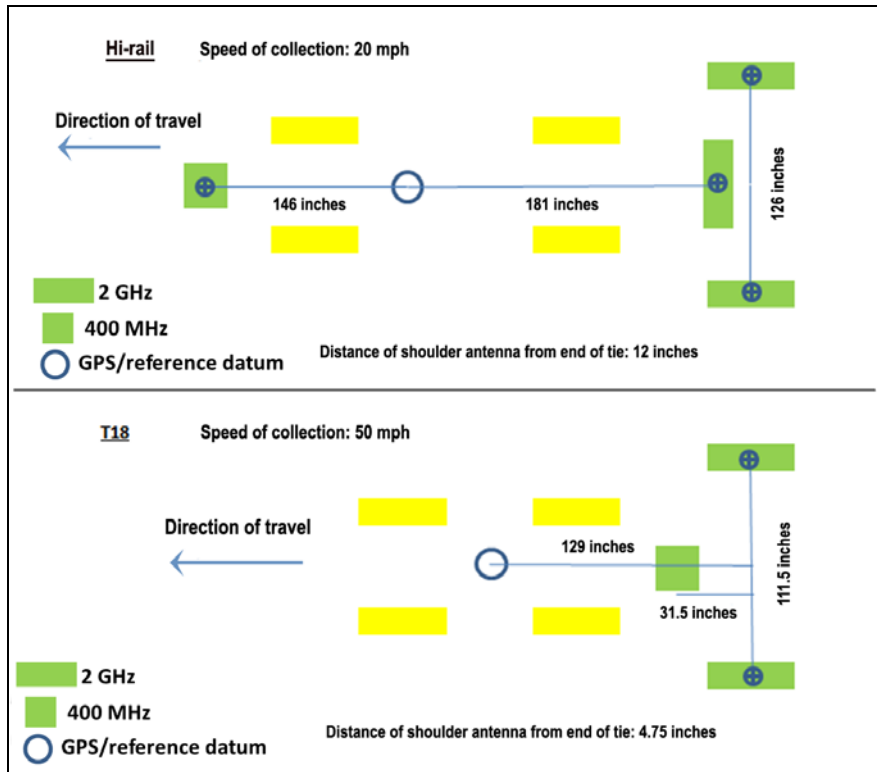 Hi-rail Speed of collection: 20 mph
Direction of travel
146 inches
181 inches
126 inches
2 GHz
400 MHz
GPS/reference datum
Distance of shoulder antenna from end of tie: 12 inches
T18 Speed of collection: 50 mph
Direction of travel
129 inches
31.5 inches
111.5 inches
2 GHz
400 MHz
GPS/reference datum
Distance of shoulder antenna from end of tie: 4.75 inches